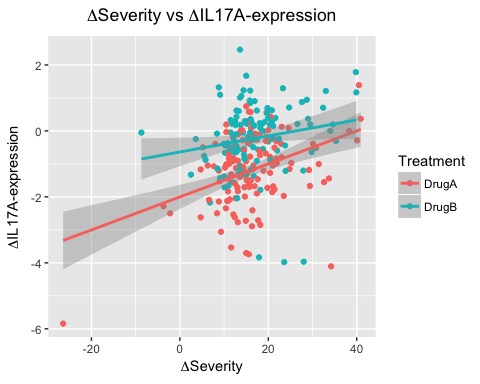 ΔSeverity vs ΔIL17A-expression
2
0
-2
-4
-6
ΔIL17A-expression
-20
0
20
40
ΔSeverity
Treatment
DrugA
DrugB